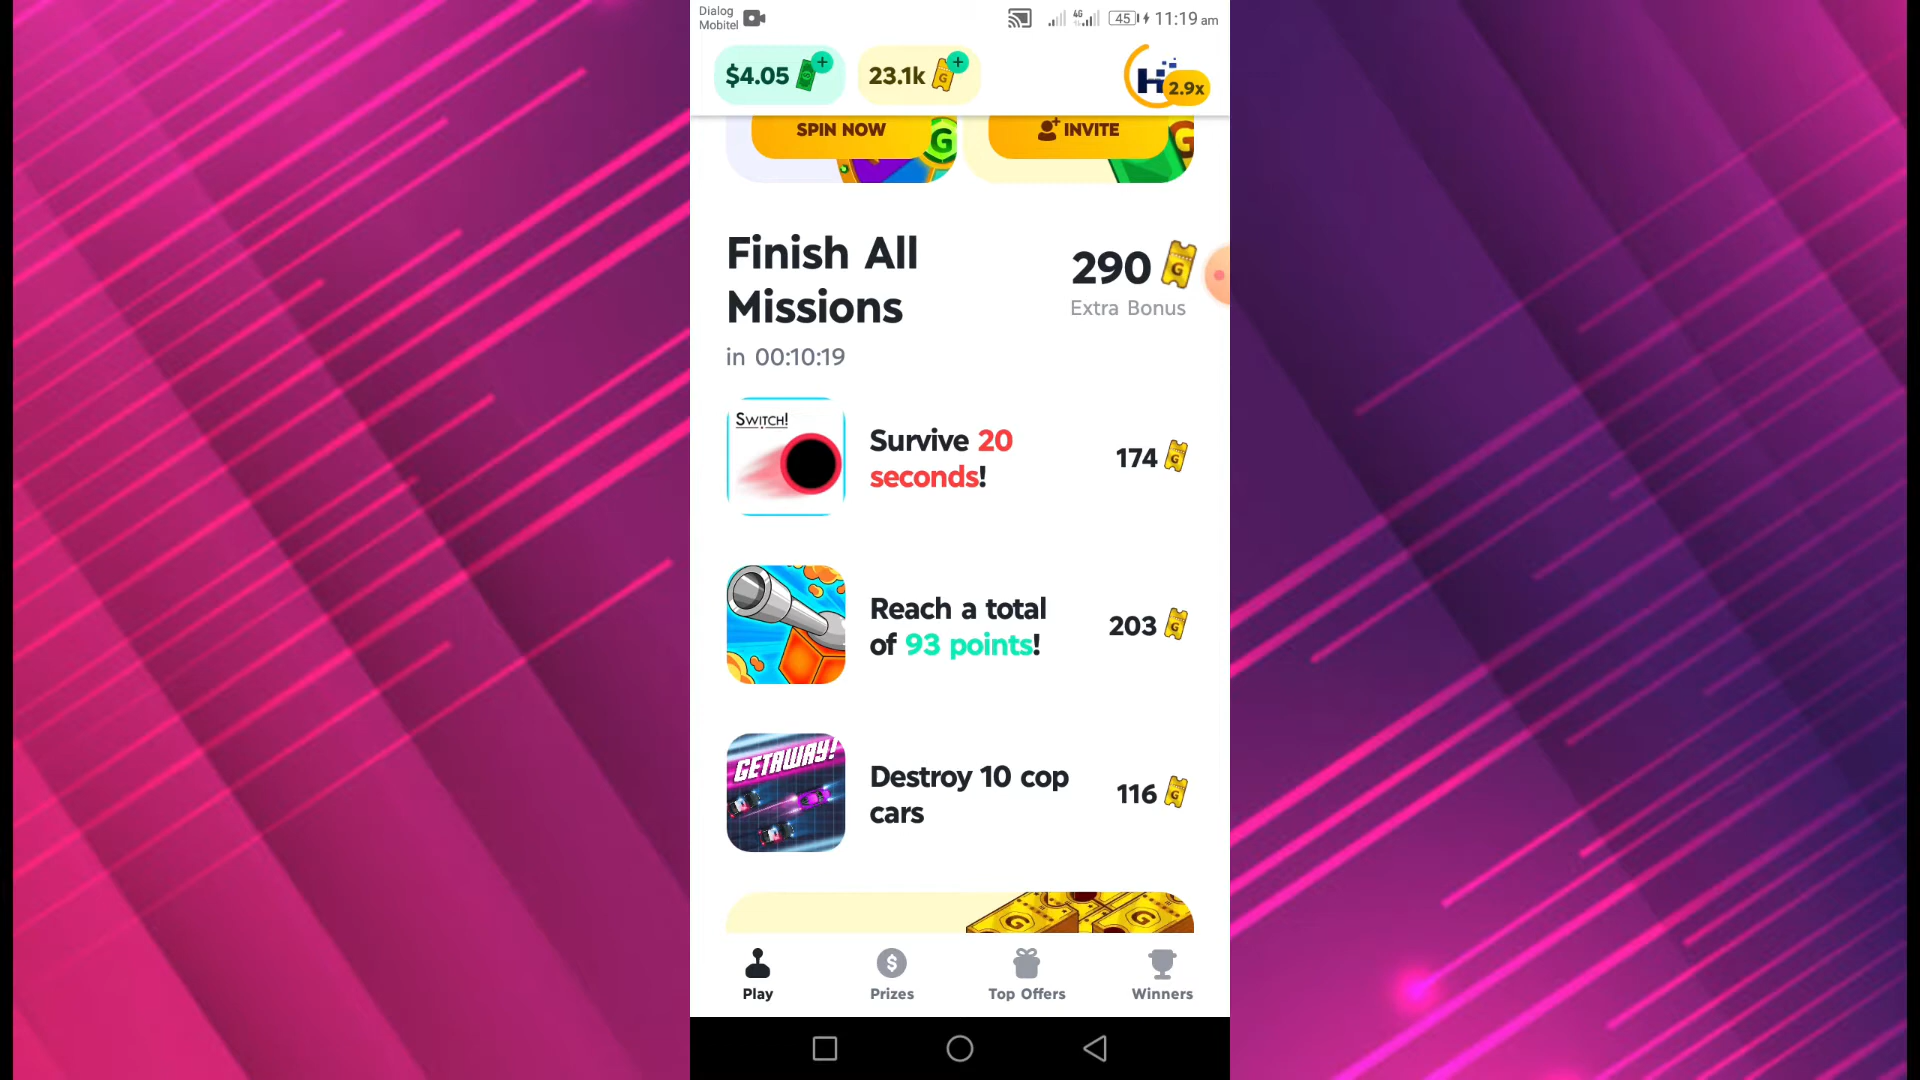 Dialog
Mobitel
4G
45
11:19 am
$4.05
23.1k
G
H
2.9x
SPIN NOW
G
INVITE
G
Finish All
Missions
290
G
Extra Bonus
in 00:10:19
SWITCH!
Survive 20
seconds!
174
G
Reach a total
of 93 points!
203
G
GETAWAY!
Destroy 10 cop
cars
116
G
G
G
Play
Prizes
Top Offers
Winners